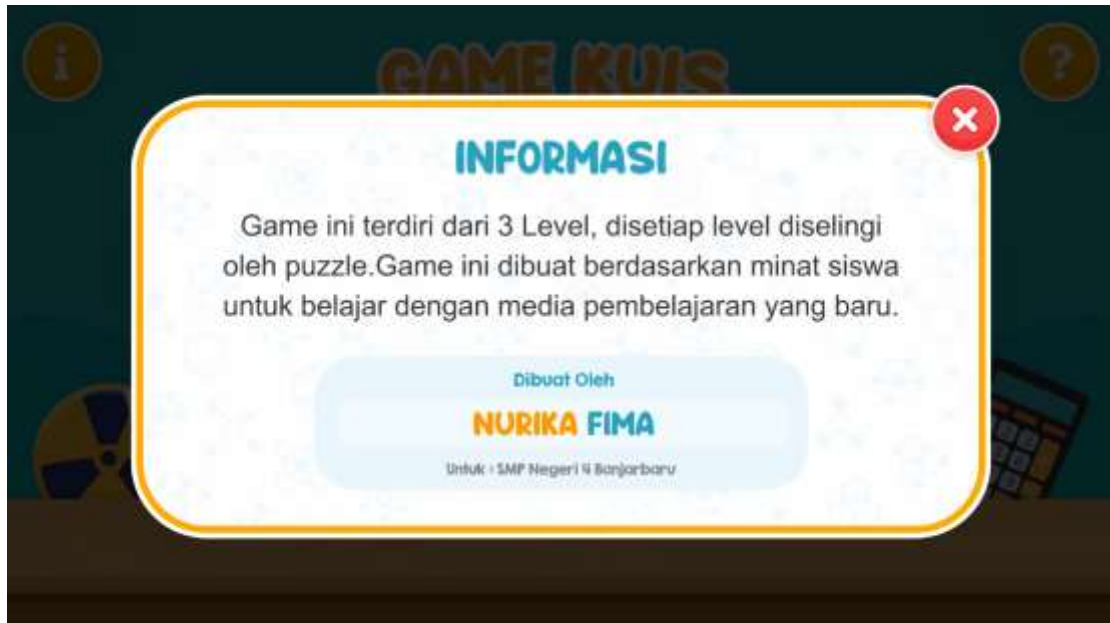 i
GAME KUIS
?
INFORMASI
Game ini terdiri dari 3 Level, disetiap level diselingi
oleh puzzle.Game ini dibuat berdasarkan minat siswa
untuk belajar dengan media pembelajaran yang baru.
Dibuat Oleh
NURIKA FIMA
Untuk : SMP Negeri 4 Banjarbaru